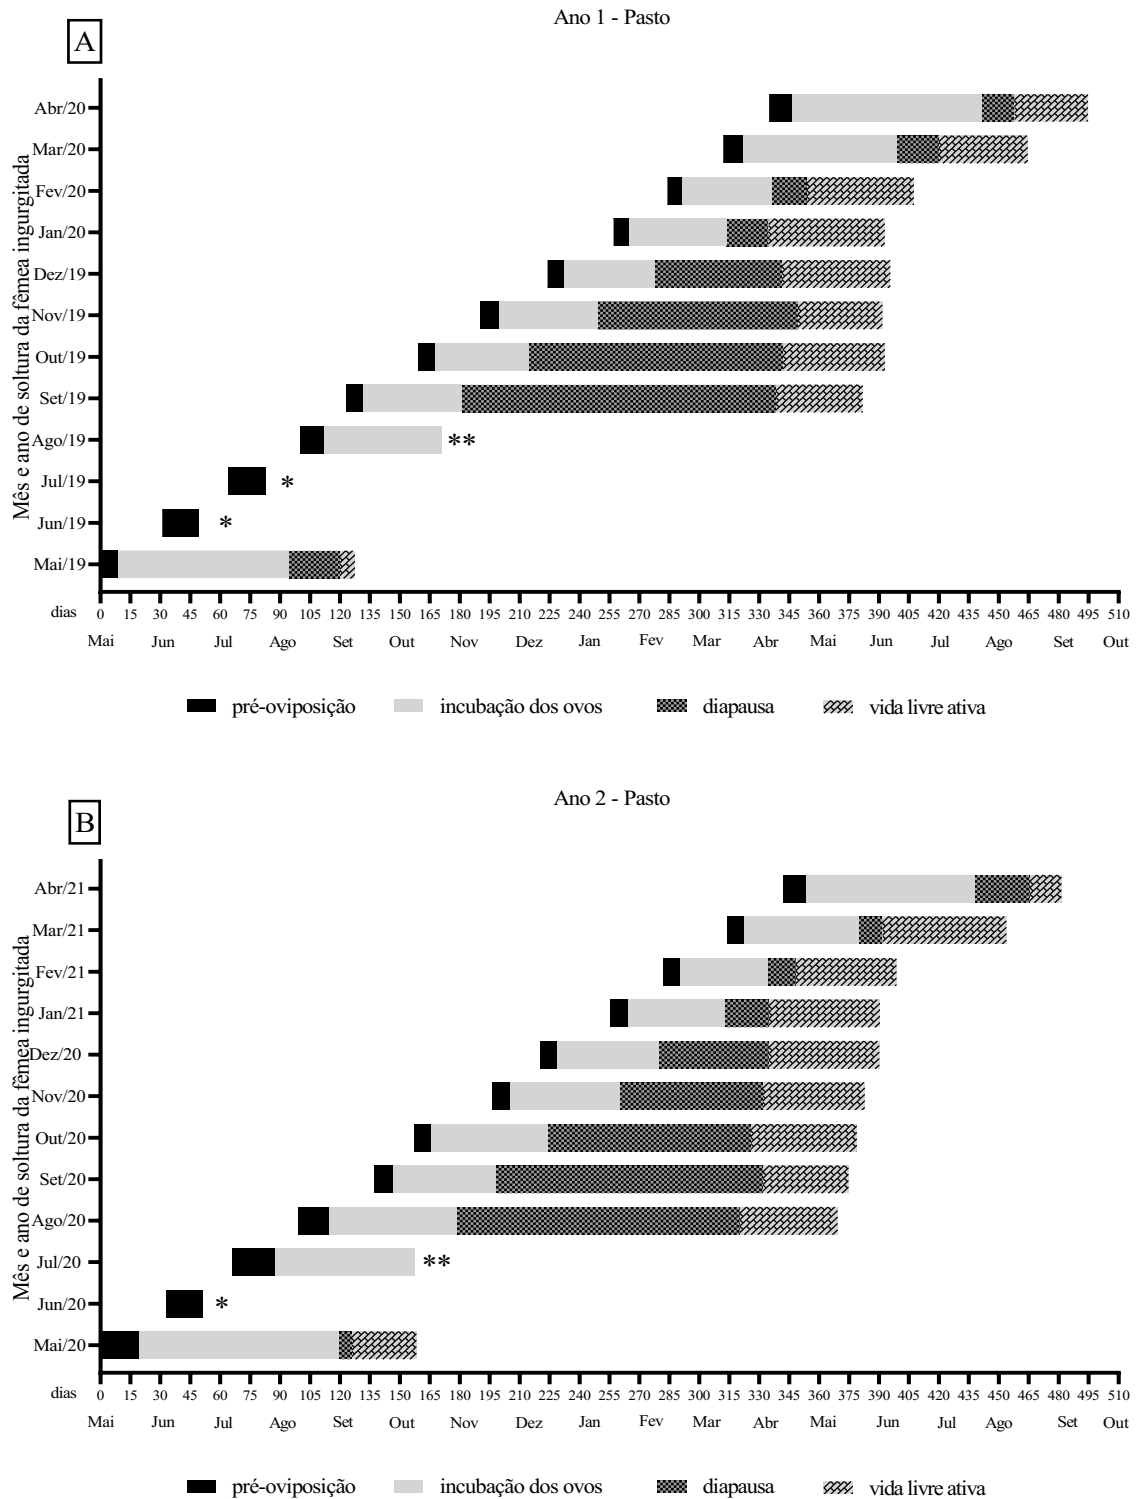 Ano 1 - Pasto
A
Mês e ano de soltura da fêmea ingurgitada
Abr/20
Mar/20
Fev/20
Jan/20
Dez/19
Nov/19
Out/19
Set/19
Ago/19 **
Jul/19 *
Jun/19 *
Mai/19
dias 0 15 30 45 60 75 90 105 120 135 150 165 180 195 210 225 240 255 270 285 300 315 330 345 360 375 390 405 420 435 450 465 480 495 510
Mai Jun Jul Ago Set Out Nov Dez Jan Fev Mar Abr Mai Jun Jul Ago Set Out
pré-oviposição incubação dos ovos diapausa vida livre ativa
Ano 2 - Pasto
B
Mês e ano de soltura da fêmea ingurgitada
Abr/21
Mar/21
Fev/21
Jan/21
Dez/20
Nov/20
Out/20
Set/20
Ago/20
Jul/20 **
Jun/20 *
Mai/20
dias 0 15 30 45 60 75 90 105 120 135 150 165 180 195 210 225 240 255 270 285 300 315 330 345 360 375 390 405 420 435 450 465 480 495 510
Mai Jun Jul Ago Set Out Nov Dez Jan Fev Mar Abr Mai Jun Jul Ago Set Out
pré-oviposição incubação dos ovos diapausa vida livre ativa